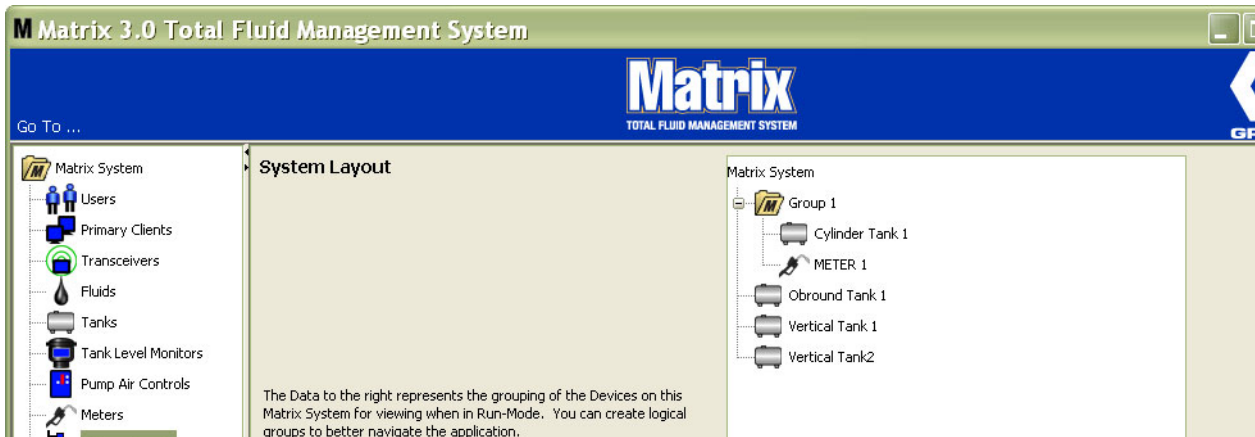 M Matrix 3.0 Total Fluid Management System
Matrix
TOTAL FLUID MANAGEMENT SYSTEM
Go To ...
Matrix System
Users
Primary Clients
Transceivers
Fluids
Tanks
Tank Level Monitors
Pump Air Controls
Meters
System Layout
The Data to the right represents the grouping of the Devices on this
Matrix System for viewing when in Run-Mode. You can create logical
groups to better navigate the application.
Matrix System
Group 1
Cylinder Tank 1
METER 1
Obround Tank 1
Vertical Tank 1
Vertical Tank2